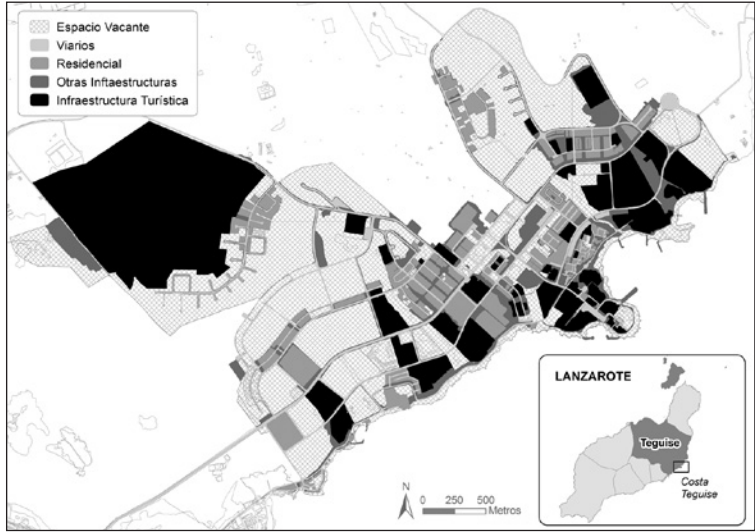 Espacio Vacante
Viarios
Residencial
Otras Inftaestructuras
Infraestructura Turística
LANZAROTE
Teguise
Costa
Teguise
N
0 250 500
Metros